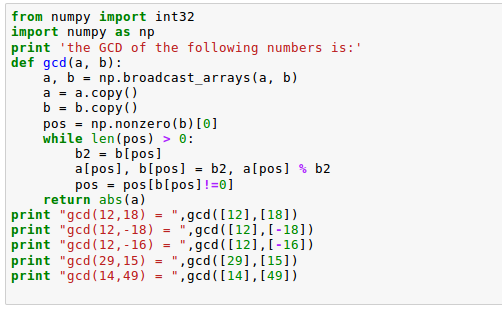 from numpy import int32
import numpy as np
print 'the GCD of the following numbers is:'
def gcd(a, b):
    a, b = np.broadcast_arrays(a, b)
    a = a.copy()
    b = b.copy()
    pos = np.nonzero(b)[0]
    while len(pos) > 0:
        b2 = b[pos]
        a[pos], b[pos] = b2, a[pos] % b2
        pos = pos[b[pos]!=0]
    return abs(a)
print "gcd(12,18) = ",gcd([12],[18])
print "gcd(12,-18) = ",gcd([12],[-18])
print "gcd(12,-16) = ",gcd([12],[-16])
print "gcd(29,15) = ",gcd([29],[15])
print "gcd(14,49) = ",gcd([14],[49])